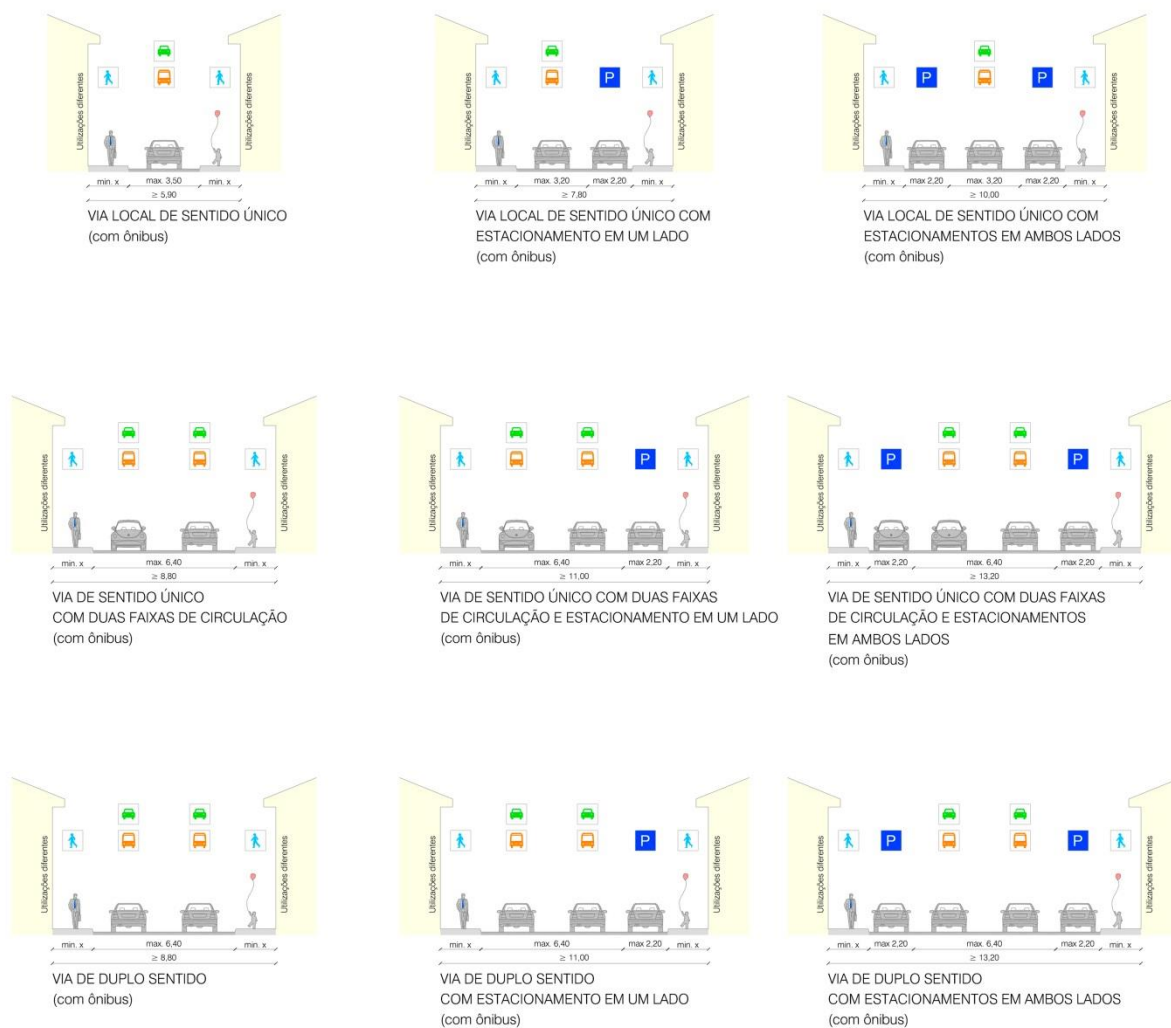 Utilizações diferentes
Utilizações diferentes
min. x
max. 3,50
min. x
≥ 5,90
VIA LOCAL DE SENTIDO ÚNICO
(com ônibus)
P
Utilizações diferentes
Utilizações diferentes
min. x
max. 3,20
max 2,20
min. x
≥ 7,80
VIA LOCAL DE SENTIDO ÚNICO COM
ESTACIONAMENTO EM UM LADO
(com ônibus)
P
P
Utilizações diferentes
Utilizações diferentes
min. x
max 2,20
max. 3,20
max 2,20
min. x
≥ 10,00
VIA LOCAL DE SENTIDO ÚNICO COM
ESTACIONAMENTOS EM AMBOS LADOS
(com ônibus)
Utilizações diferentes
Utilizações diferentes
min. x
max. 6,40
min. x
≥ 8,80
VIA DE SENTIDO ÚNICO
COM DUAS FAIXAS DE CIRCULAÇÃO
(com ônibus)
P
Utilizações diferentes
Utilizações diferentes
min. x
max. 6,40
max 2,20
min. x
≥ 11,00
VIA DE SENTIDO ÚNICO COM DUAS FAIXAS
DE CIRCULAÇÃO E ESTACIONAMENTO EM UM LADO
(com ônibus)
P
P
Utilizações diferentes
Utilizações diferentes
min. x
max 2,20
max. 6,40
max 2,20
min. x
≥ 13,20
VIA DE SENTIDO ÚNICO COM DUAS FAIXAS
DE CIRCULAÇÃO E ESTACIONAMENTOS
EM AMBOS LADOS
(com ônibus)
Utilizações diferentes
Utilizações diferentes
min. x
max. 6,40
min. x
≥ 8,80
VIA DE DUPLO SENTIDO
(com ônibus)
P
Utilizações diferentes
Utilizações diferentes
min. x
max. 6,40
max 2,20
min. x
≥ 11,00
VIA DE DUPLO SENTIDO
COM ESTACIONAMENTO EM UM LADO
(com ônibus)
P
P
Utilizações diferentes
Utilizações diferentes
min. x
max 2,20
max. 6,40
max 2,20
min. x
≥ 13,20
VIA DE DUPLO SENTIDO
COM ESTACIONAMENTOS EM AMBOS LADOS
(com ônibus)